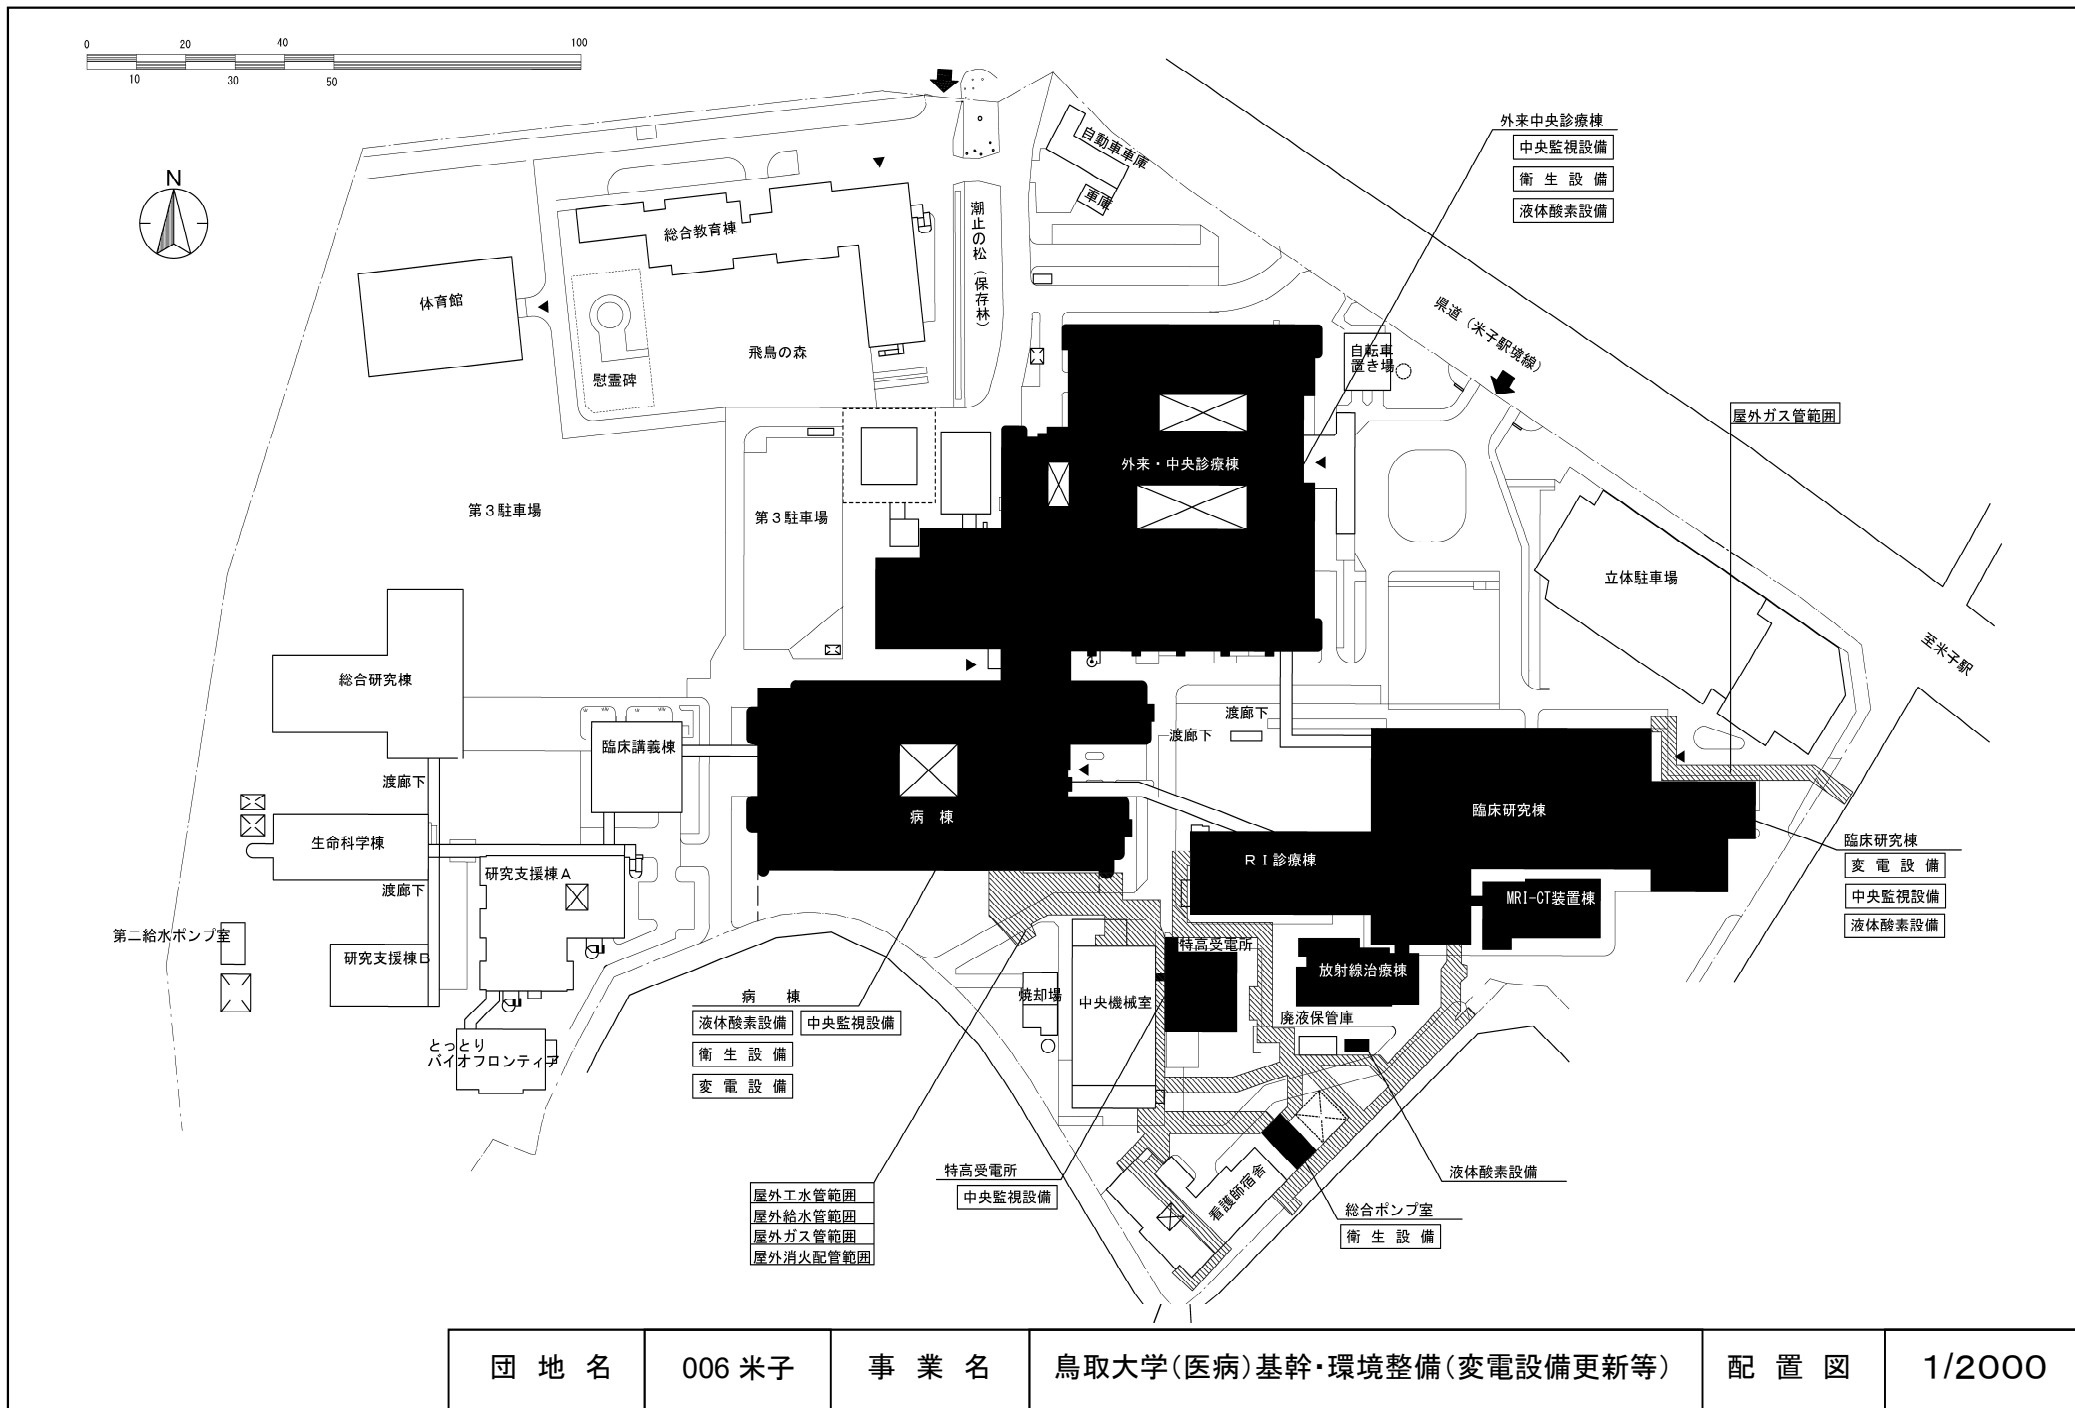 0 20 40 100
10 30 50
N
外来中央診療棟
中央監視設備
衛生設備
液体酸素設備
自動車車庫
車庫
総合教育棟
潮止の松（保存林）
体育館
飛鳥の森
慰霊碑
県道（米子駅境線）
自転車
置き場
屋外ガス管範囲
外来・中央診療棟
第３駐車場
第３駐車場
立体駐車場
至米子駅
総合研究棟
臨床講義棟
渡廊下
渡廊下
渡廊下
生命科学棟
病棟
臨床研究棟
臨床研究棟
変電設備
中央監視設備
液体酸素設備
ＲＩ診療棟
研究支援棟Ａ
渡廊下
MRI-CT装置棟
第二給水ポンプ室
研究支援棟Ｂ
特高受電所
放射線治療棟
病棟
液体酸素設備 中央監視設備
衛生設備
変電設備
焼却場
中央機械室
廃液保管庫
とっとり
バイオフロンティア
特高受電所
中央監視設備
液体酸素設備
屋外工水管範囲
屋外給水管範囲
屋外ガス管範囲
屋外消火配管範囲
看護師宿舎
総合ポンプ室
衛生設備
団地名 006 米子 事業名 鳥取大学(医病)基幹･環境整備(変電設備更新等) 配置図 1/2000